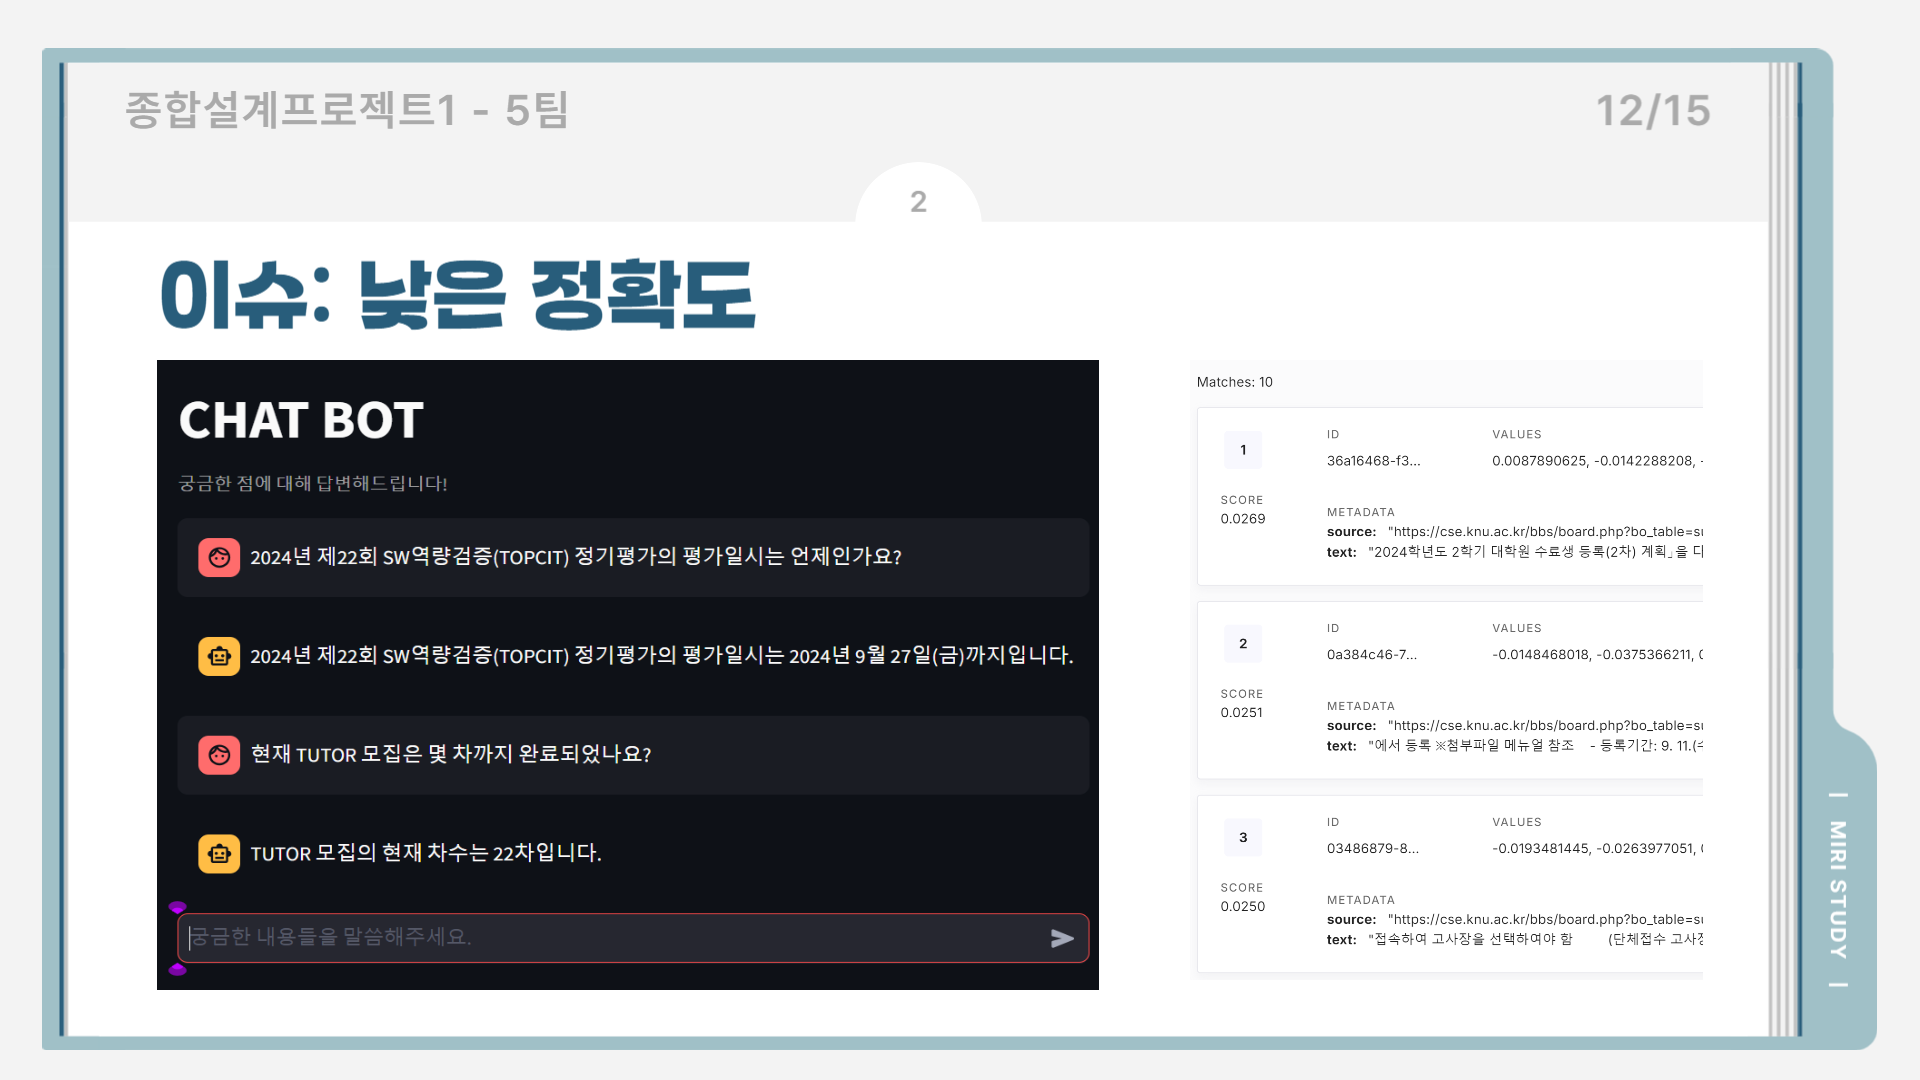 종합설계프로젝트1 - 5팀
12/15
2
이슈: 낮은 정확도
CHAT BOT
궁금한 점에 대해 답변해드립니다!
2024년 제22회 SW역량검증(TOPCIT) 정기평가의 평가일시는 언제인가요?
2024년 제22회 SW역량검증(TOPCIT) 정기평가의 평가일시는 2024년 9월 27일(금)까지입니다.
현재 TUTOR 모집은 몇 차까지 완료되었나요?
TUTOR 모집의 현재 차수는 22차입니다.
궁금한 내용들을 말씀해주세요.
Matches: 10
1
ID
VALUES
36a16468-f3...
0.0087890625, -0.0142288208, -
SCORE
0.0269
METADATA
source: "https://cse.knu.ac.kr/bbs/board.php?bo_table=su
text: "2024학년도 2학기 대학원 수료생 등록(2차) 계획」을 다
2
ID
VALUES
0a384c46-7...
-0.0148468018, -0.0375366211, 0
SCORE
0.0251
METADATA
source: "https://cse.knu.ac.kr/bbs/board.php?bo_table=su
text: "에서 등록 ※첨부파일 메뉴얼 참조 - 등록기간: 9. 11.(수
3
ID
VALUES
03486879-8...
-0.0193481445, -0.0263977051, 0
SCORE
0.0250
METADATA
source: "https://cse.knu.ac.kr/bbs/board.php?bo_table=su
text: "접속하여 고사장을 선택하여야 함 (단체접수 고사장
| MIRI STUDY |